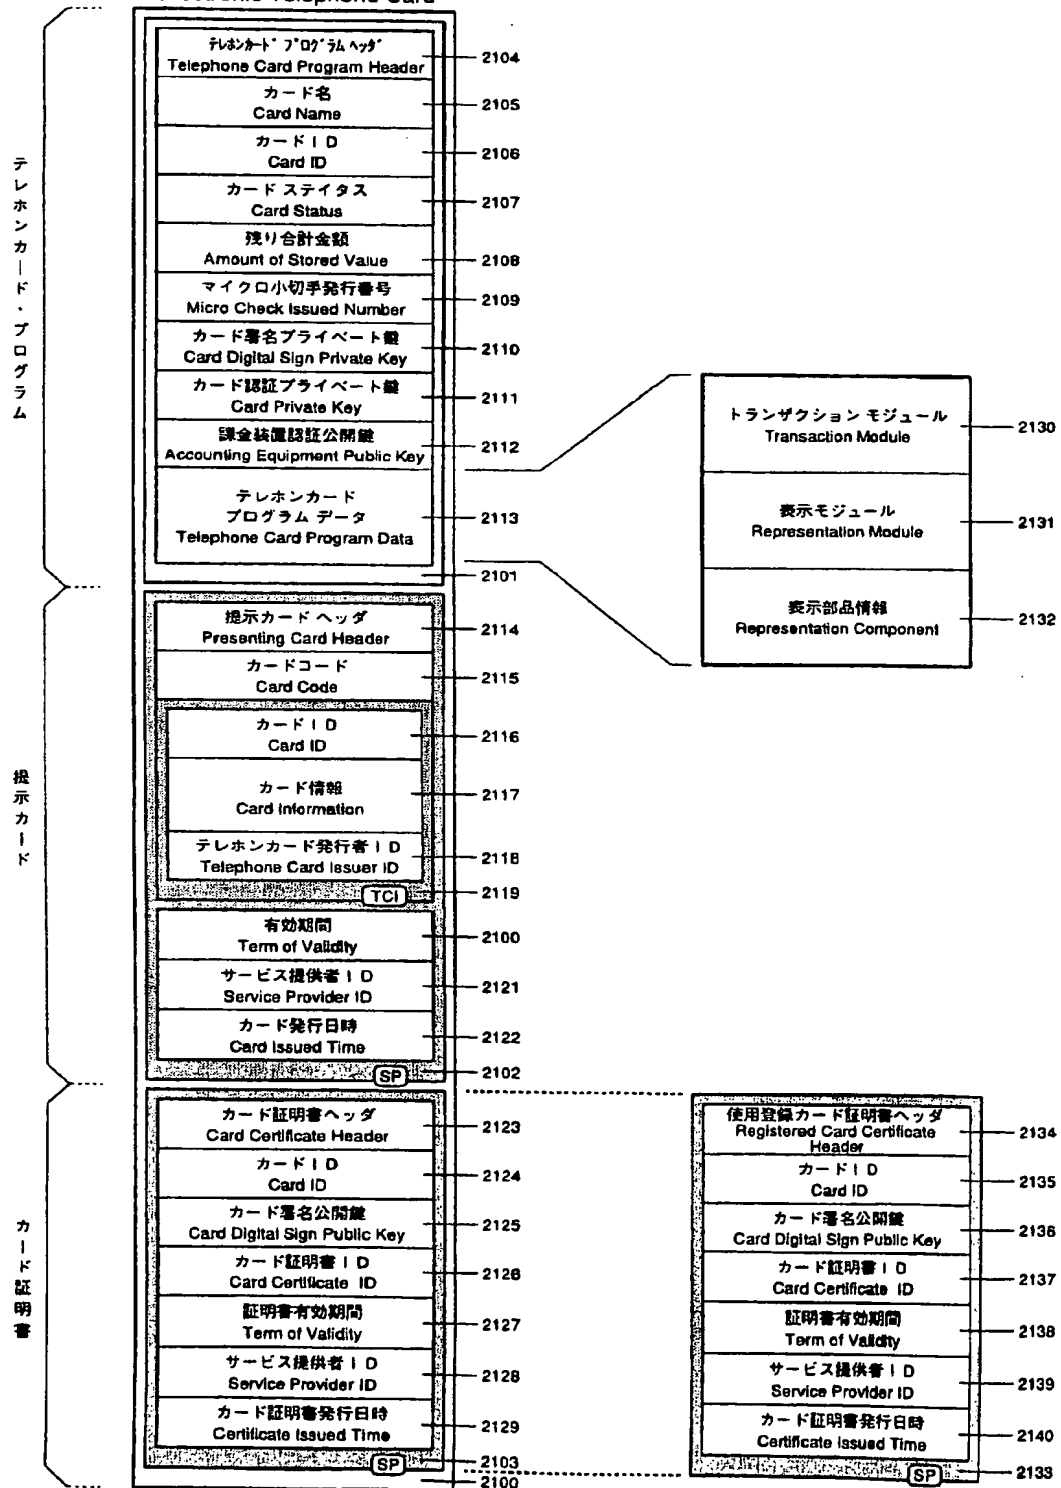 テレホンカード プログラム ヘッダ
Telephone Card Program Header
2104
カード名
Card Name
2105
カードID
Card ID
2106
カード ステイタス
Card Status
2107
残り合計金額
Amount of Stored Value
2108
マイクロ小切手発行番号
Micro Check Issued Number
2109
カード署名プライベート鍵
Card Digital Sign Private Key
2110
カード認証プライベート鍵
Card Private Key
2111
課金装置認証公開鍵
Accounting Equipment Public Key
2112
テレホンカード
プログラム データ
Telephone Card Program Data
2113
2101
テレホンカード・プログラム
トランザクション モジュール
Transaction Module
2130
表示モジュール
Representation Module
2131
表示部品情報
Representation Component
2132
提示カード ヘッダ
Presenting Card Header
2114
カードコード
Card Code
2115
カードID
Card ID
2116
カード情報
Card Information
2117
テレホンカード発行者ID
Telephone Card Issuer ID
2118
TCI
2119
有効期間
Term of Validity
2100
サービス提供者ID
Service Provider ID
2121
カード発行日時
Card Issued Time
2122
SP
2102
提示カード
カード証明書ヘッダ
Card Certificate Header
2123
カードID
Card ID
2124
カード署名公開鍵
Card Digital Sign Public Key
2125
カード証明書ID
Card Certificate ID
2126
証明書有効期間
Term of Validity
2127
サービス提供者ID
Service Provider ID
2128
カード証明書発行日時
Certificate Issued Time
2129
SP
2103
2100
カード証明書
使用登録カード証明書ヘッダ
Registered Card Certificate
Header
2134
カードID
Card ID
2135
カード署名公開鍵
Card Digital Sign Public Key
2136
カード証明書ID
Card Certificate ID
2137
証明書有効期間
Term of Validity
2138
サービス提供者ID
Service Provider ID
2139
カード証明書発行日時
Certificate Issued Time
2140
SP
2133